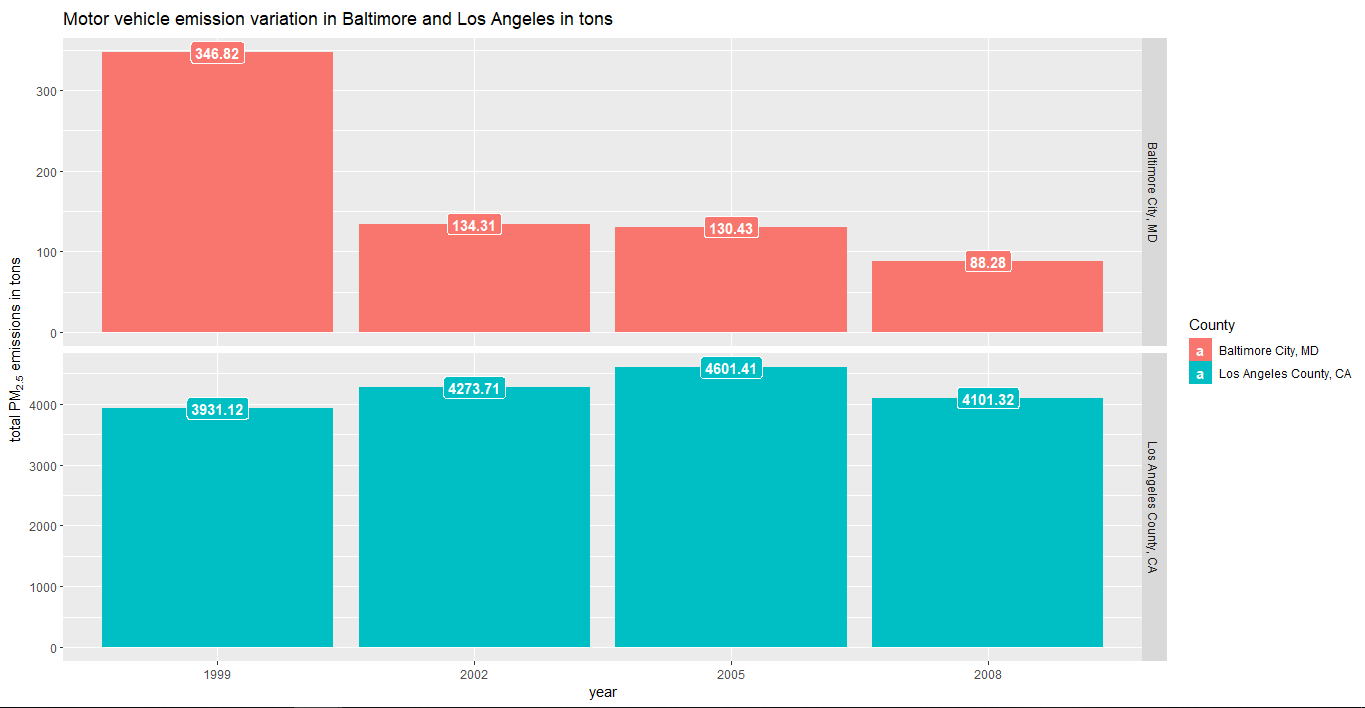 Motor vehicle emission variation in Baltimore and Los Angeles in tons
total PM2.5 emissions in tons
300
200
100
0
346.82
134.31
130.43
88.28
Baltimore City, MD
4000
3000
2000
1000
0
3931.12
4273.71
4601.41
4101.32
Los Angeles County, CA
1999
2002
2005
2008
year
County
a Baltimore City, MD
a Los Angeles County, CA